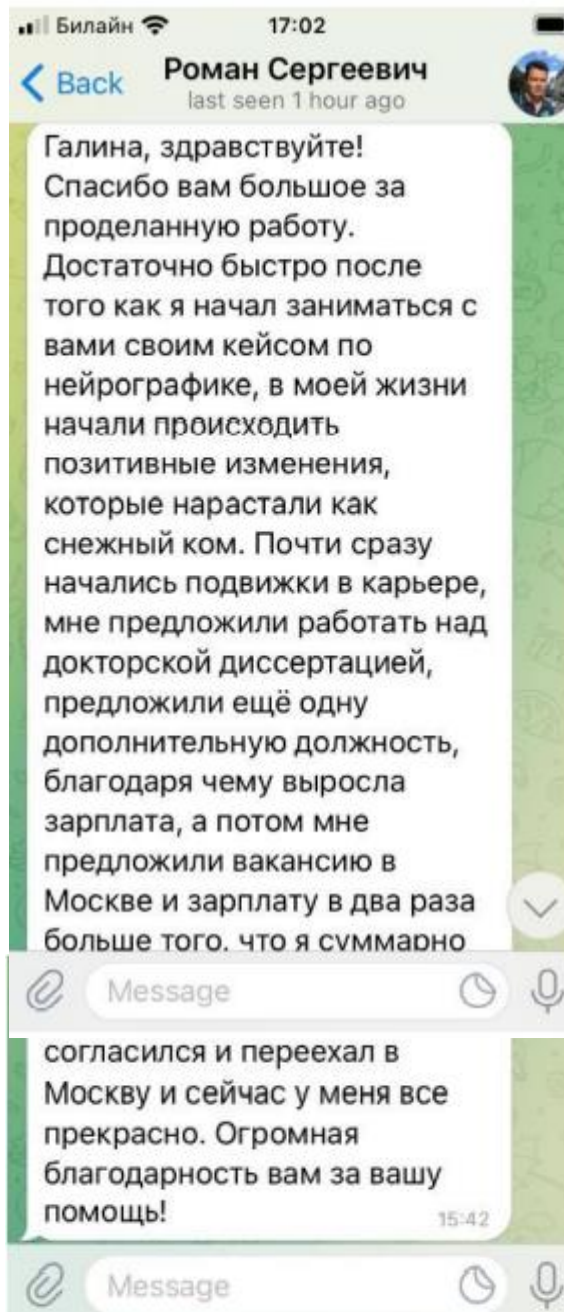 Билайн 17:02
Back Роман Сергеевич
last seen 1 hour ago
Галина, здравствуйте!
Спасибо вам большое за
проделанную работу.
Достаточно быстро после
того как я начал заниматься с
вами своим кейсом по
нейрографике, в моей жизни
начали происходить
позитивные изменения,
которые нарастали как
снежный ком. Почти сразу
начались подвижки в карьере,
мне предложили работать над
докторской диссертацией,
предложили ещё одну
дополнительную должность,
благодаря чему выросла
зарплата, а потом мне
предложили вакансию в
Москве и зарплату в два раза
больше того, что я суммарно
Message
согласился и переехал в
Москву и сейчас у меня все
прекрасно. Огромная
благодарность вам за вашу
помощь!
15:42
Message